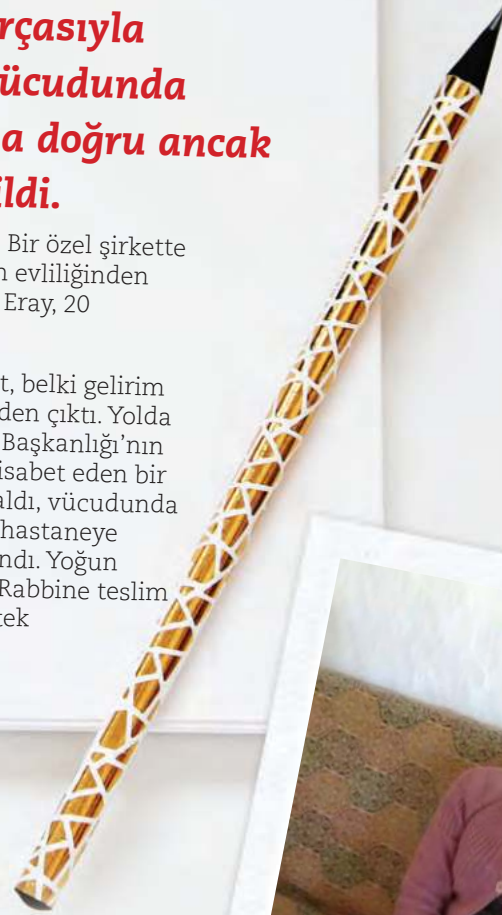 rçasıyla
ücudunda
a doğru ancak
ldi.
Bir özel şirkette
n evliliğinden
Eray, 20
t, belki gelirim
den çıktı. Yolda
Başkanlığı'nın
isabet eden bir
aldı, vücudunda
hastaneye
ndı. Yoğun
Rabbine teslim
tek